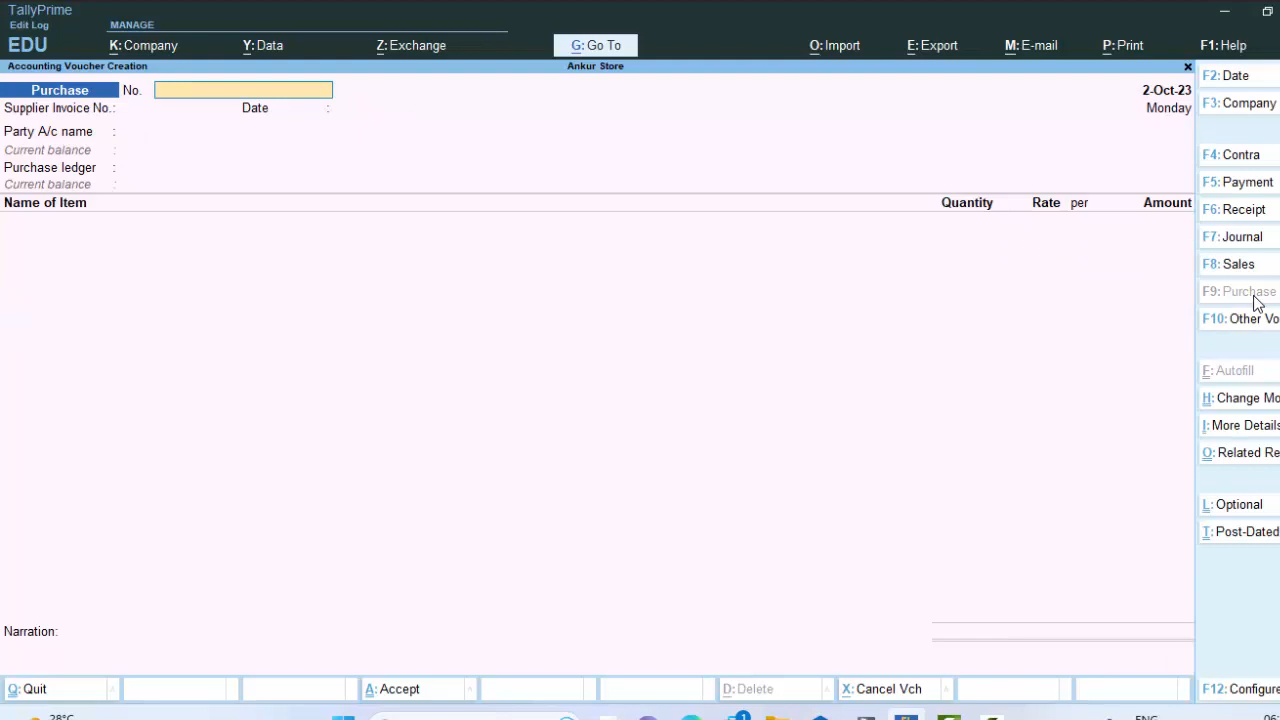 TallyPrime
Edit Log
MANAGE
EDU
K: Company
Y: Data
Z: Exchange
G: Go To
O: Import
E: Export
M: E-mail
P: Print
F1: Help
Accounting Voucher Creation
Ankur Store
F2: Date
Purchase No.
2-Oct-23
F3: Company
Supplier Invoice No. :
Date :
Monday
Party A/c name :
Current balance :
F4: Contra
Purchase ledger :
F5: Payment
Current balance :
Name of Item
Quantity
Rate per
Amount
F6: Receipt
F7: Journal
F8: Sales
F9: Purchase
F10: Other Vo
F: Autofill
H: Change Mo
I: More Details
O: Related Re
L: Optional
T: Post-Dated
Narration:
Q: Quit
A: Accept
D: Delete
X: Cancel Vch
F12: Configure
28°C
ENG